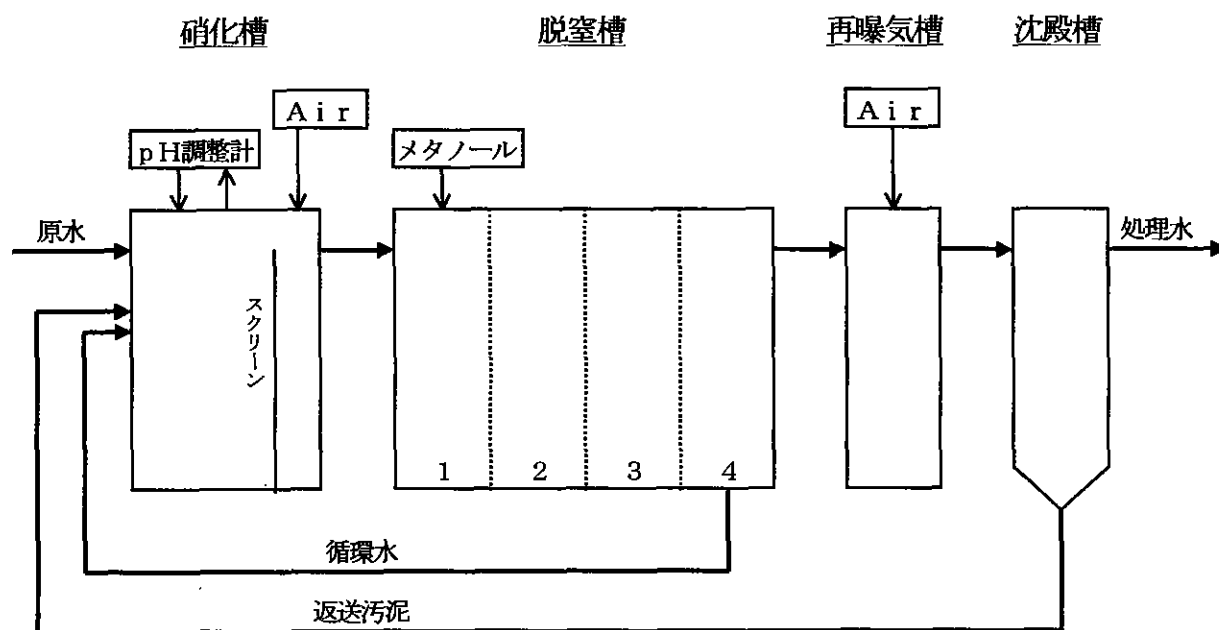 硝化槽
脱窒槽
再曝気槽
沈殿槽
Air
Air
pH調整計
メタノール
原水
処理水
スクリーン
1
2
3
4
循環水
返送汚泥